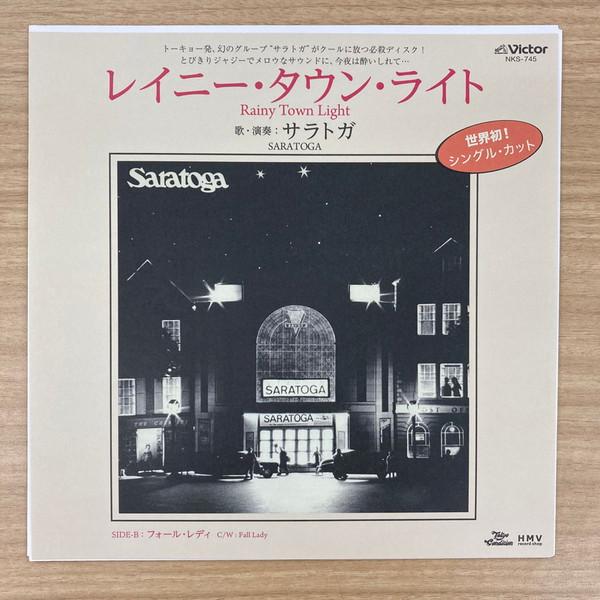 トーキョー発、幻のグループ“サラトガ”がクールに放つ必殺ディスク!
とびきりジャジーでメロウなサウンドに、今夜は酔いしれて…
Victor
NKS-745
レイニー・タウン・ライト
Rainy Town Light
歌・演奏：サラトガ
SARATOGA
世界初!
シングル・カット
Saratoga
SARATOGA
SARATOGA
SIDE-B：フォール・レディ C/W : Fall Lady
Tokyo Condition
HMV
record shop